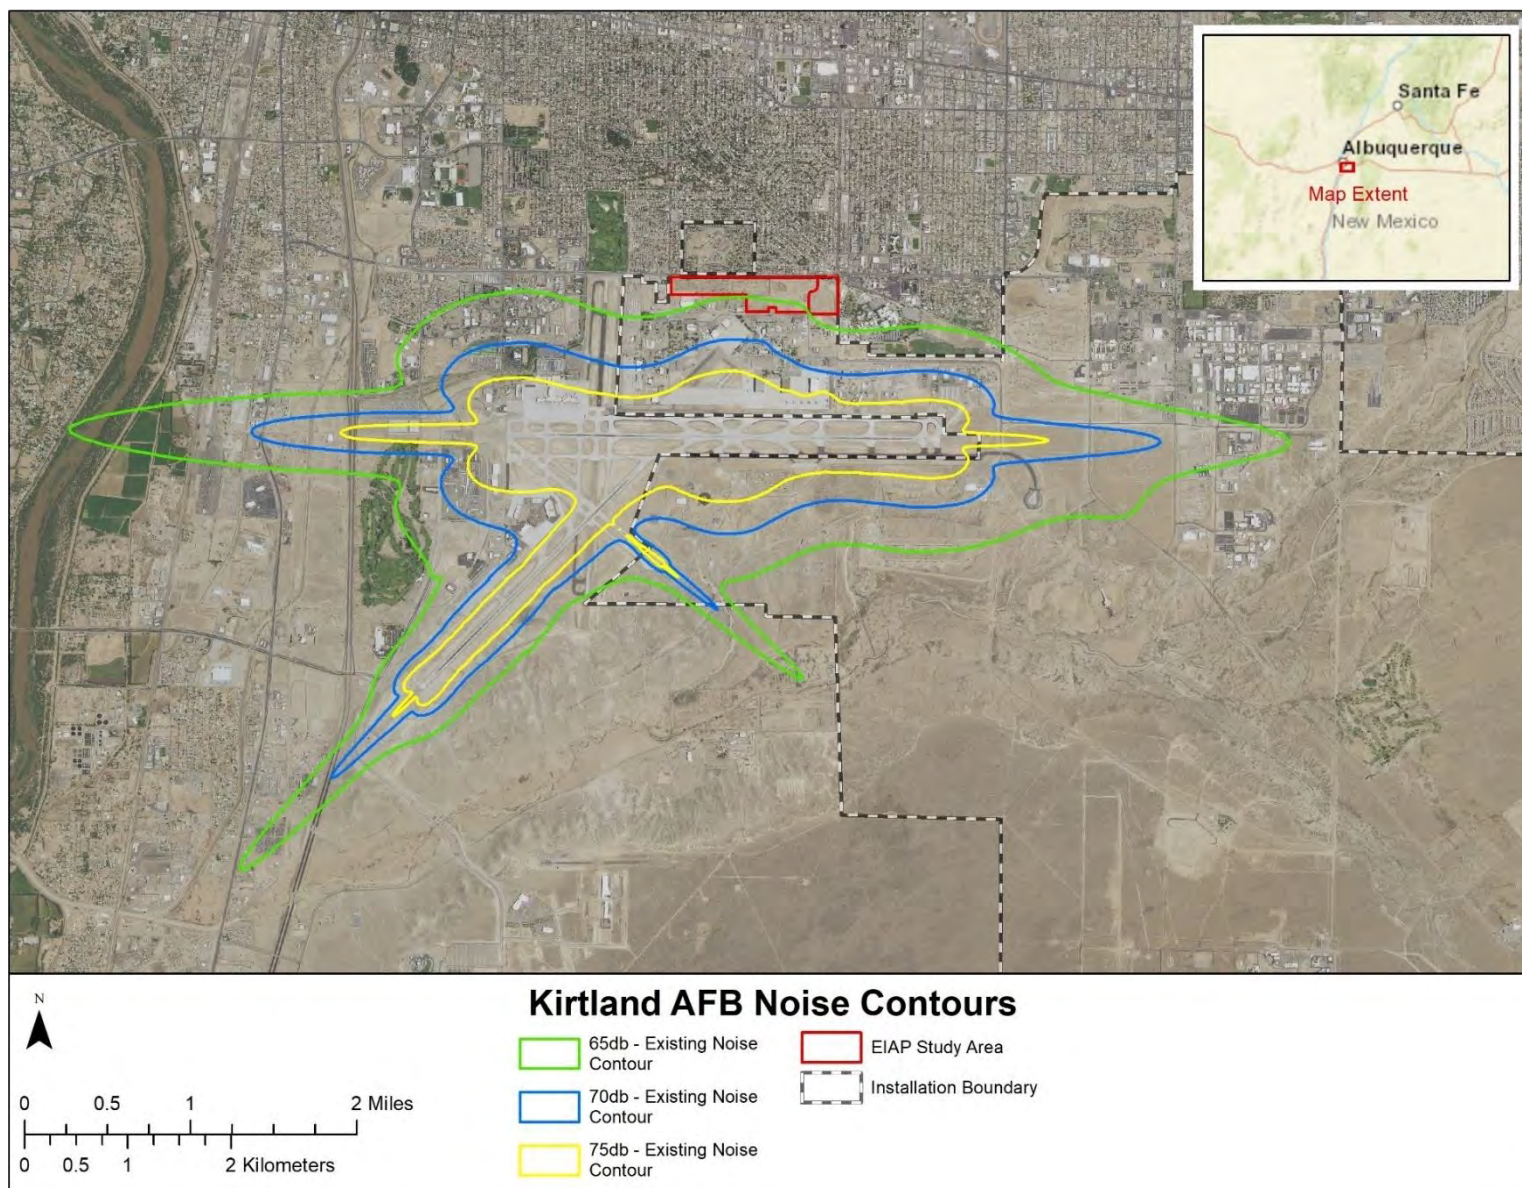 Santa Fe
Albuquerque
Map Extent
New Mexico
N
Kirtland AFB Noise Contours
65db - Existing Noise
Contour
EIAP Study Area
70db - Existing Noise
Contour
Installation Boundary
75db - Existing Noise
Contour
0 0.5 1 2 Miles
0 0.5 1 2 Kilometers